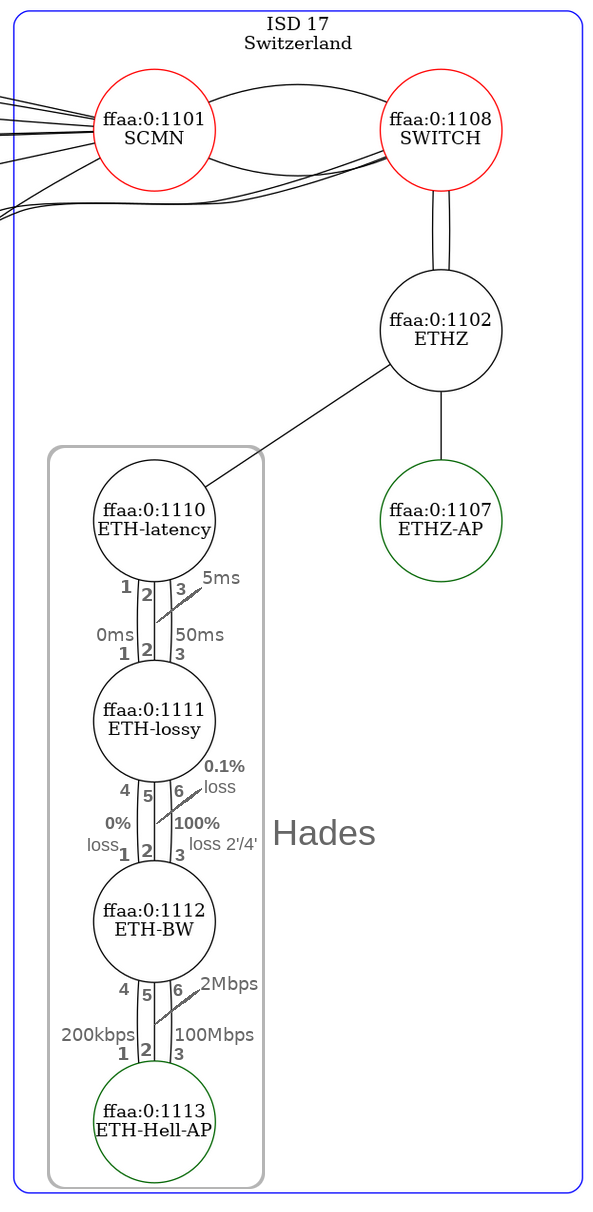 ISD 17
Switzerland
ffaa:0:1101
SCMN
ffaa:0:1108
SWITCH
ffaa:0:1102
ETHZ
ffaa:0:1110
ETH-latency
ffaa:0:1107
ETHZ-AP
1 2 3 5ms
0ms 50ms
1 2 3
ffaa:0:1111
ETH-lossy
0.1%
4 5 6 loss
0% 100%
loss loss 2'/4'
1 2 3
Hades
ffaa:0:1112
ETH-BW
4 5 6 2Mbps
200kbps 100Mbps
1 2 3
ffaa:0:1113
ETH-Hell-AP